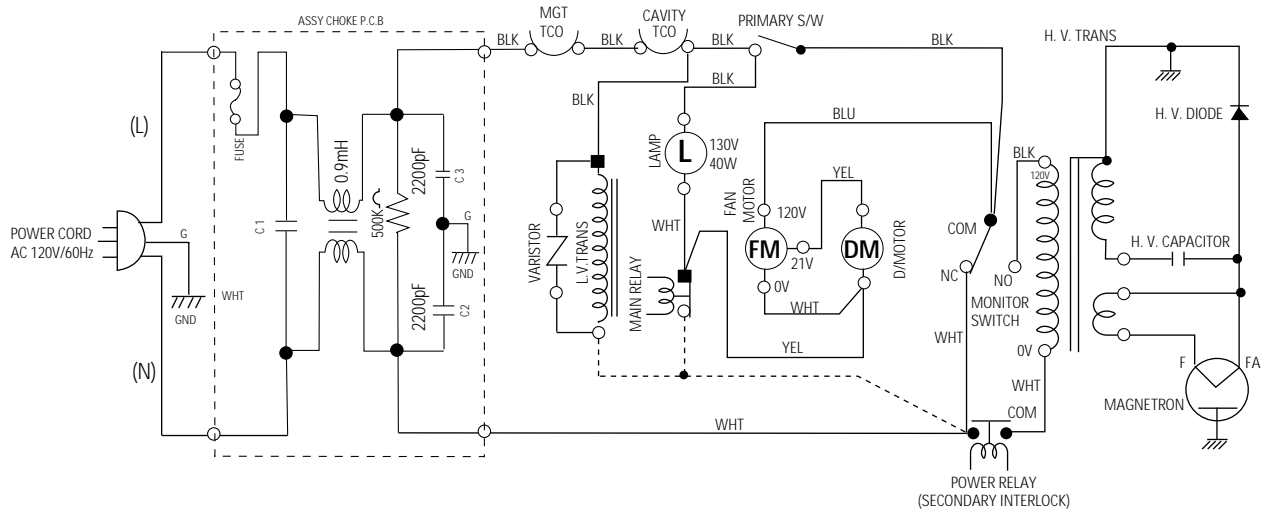 ASSY CHOKE P.C.B
MGT
TCO
CAVITY
TCO
PRIMARY S/W
BLK
BLK
BLK
BLK
H. V. TRANS
BLK
BLK
(L)
FUSE
0.9mH
500K
2200pF
C 3
C 1
G
GND
LAMP
L
130V
40W
BLU
YEL
FAN
MOTOR
120V
FM
21V
0V
DM
D/MOTOR
WHT
YEL
H. V. DIODE
BLK
120V
COM
NC
NO
MONITOR
SWITCH
0V
H. V. CAPACITOR
POWER CORD
AC 120V/60Hz
G
GND
WHT
(N)
2200pF
C2
VARISTOR
L.V.TRANS
WHT
MAIN RELAY
WHT
WHT
COM
F
FA
MAGNETRON
WHT
POWER RELAY
(SECONDARY INTERLOCK)